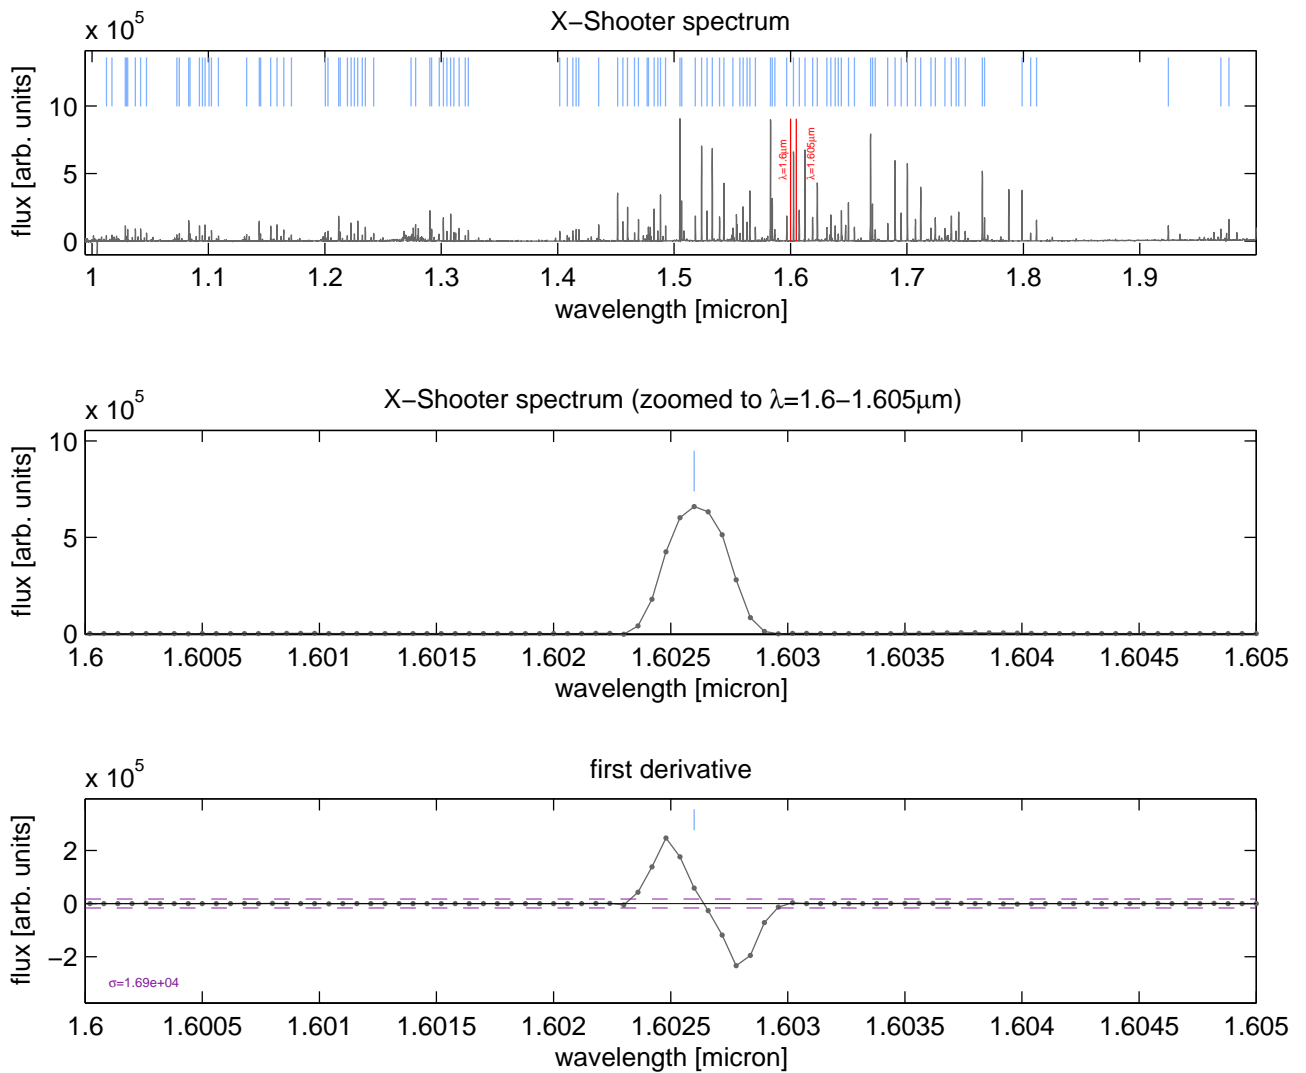 X−Shooter spectrum
x 10^5
flux [arb. units]
10
5
0
λ=1.6μm
λ=1.605μm
1 1.1 1.2 1.3 1.4 1.5 1.6 1.7 1.8 1.9
wavelength [micron]
X−Shooter spectrum (zoomed to λ=1.6−1.605μm)
x 10^5
flux [arb. units]
10
5
0
1.6 1.6005 1.601 1.6015 1.602 1.6025 1.603 1.6035 1.604 1.6045 1.605
wavelength [micron]
first derivative
x 10^5
flux [arb. units]
2
0
−2
σ=1.69e+04
1.6 1.6005 1.601 1.6015 1.602 1.6025 1.603 1.6035 1.604 1.6045 1.605
wavelength [micron]